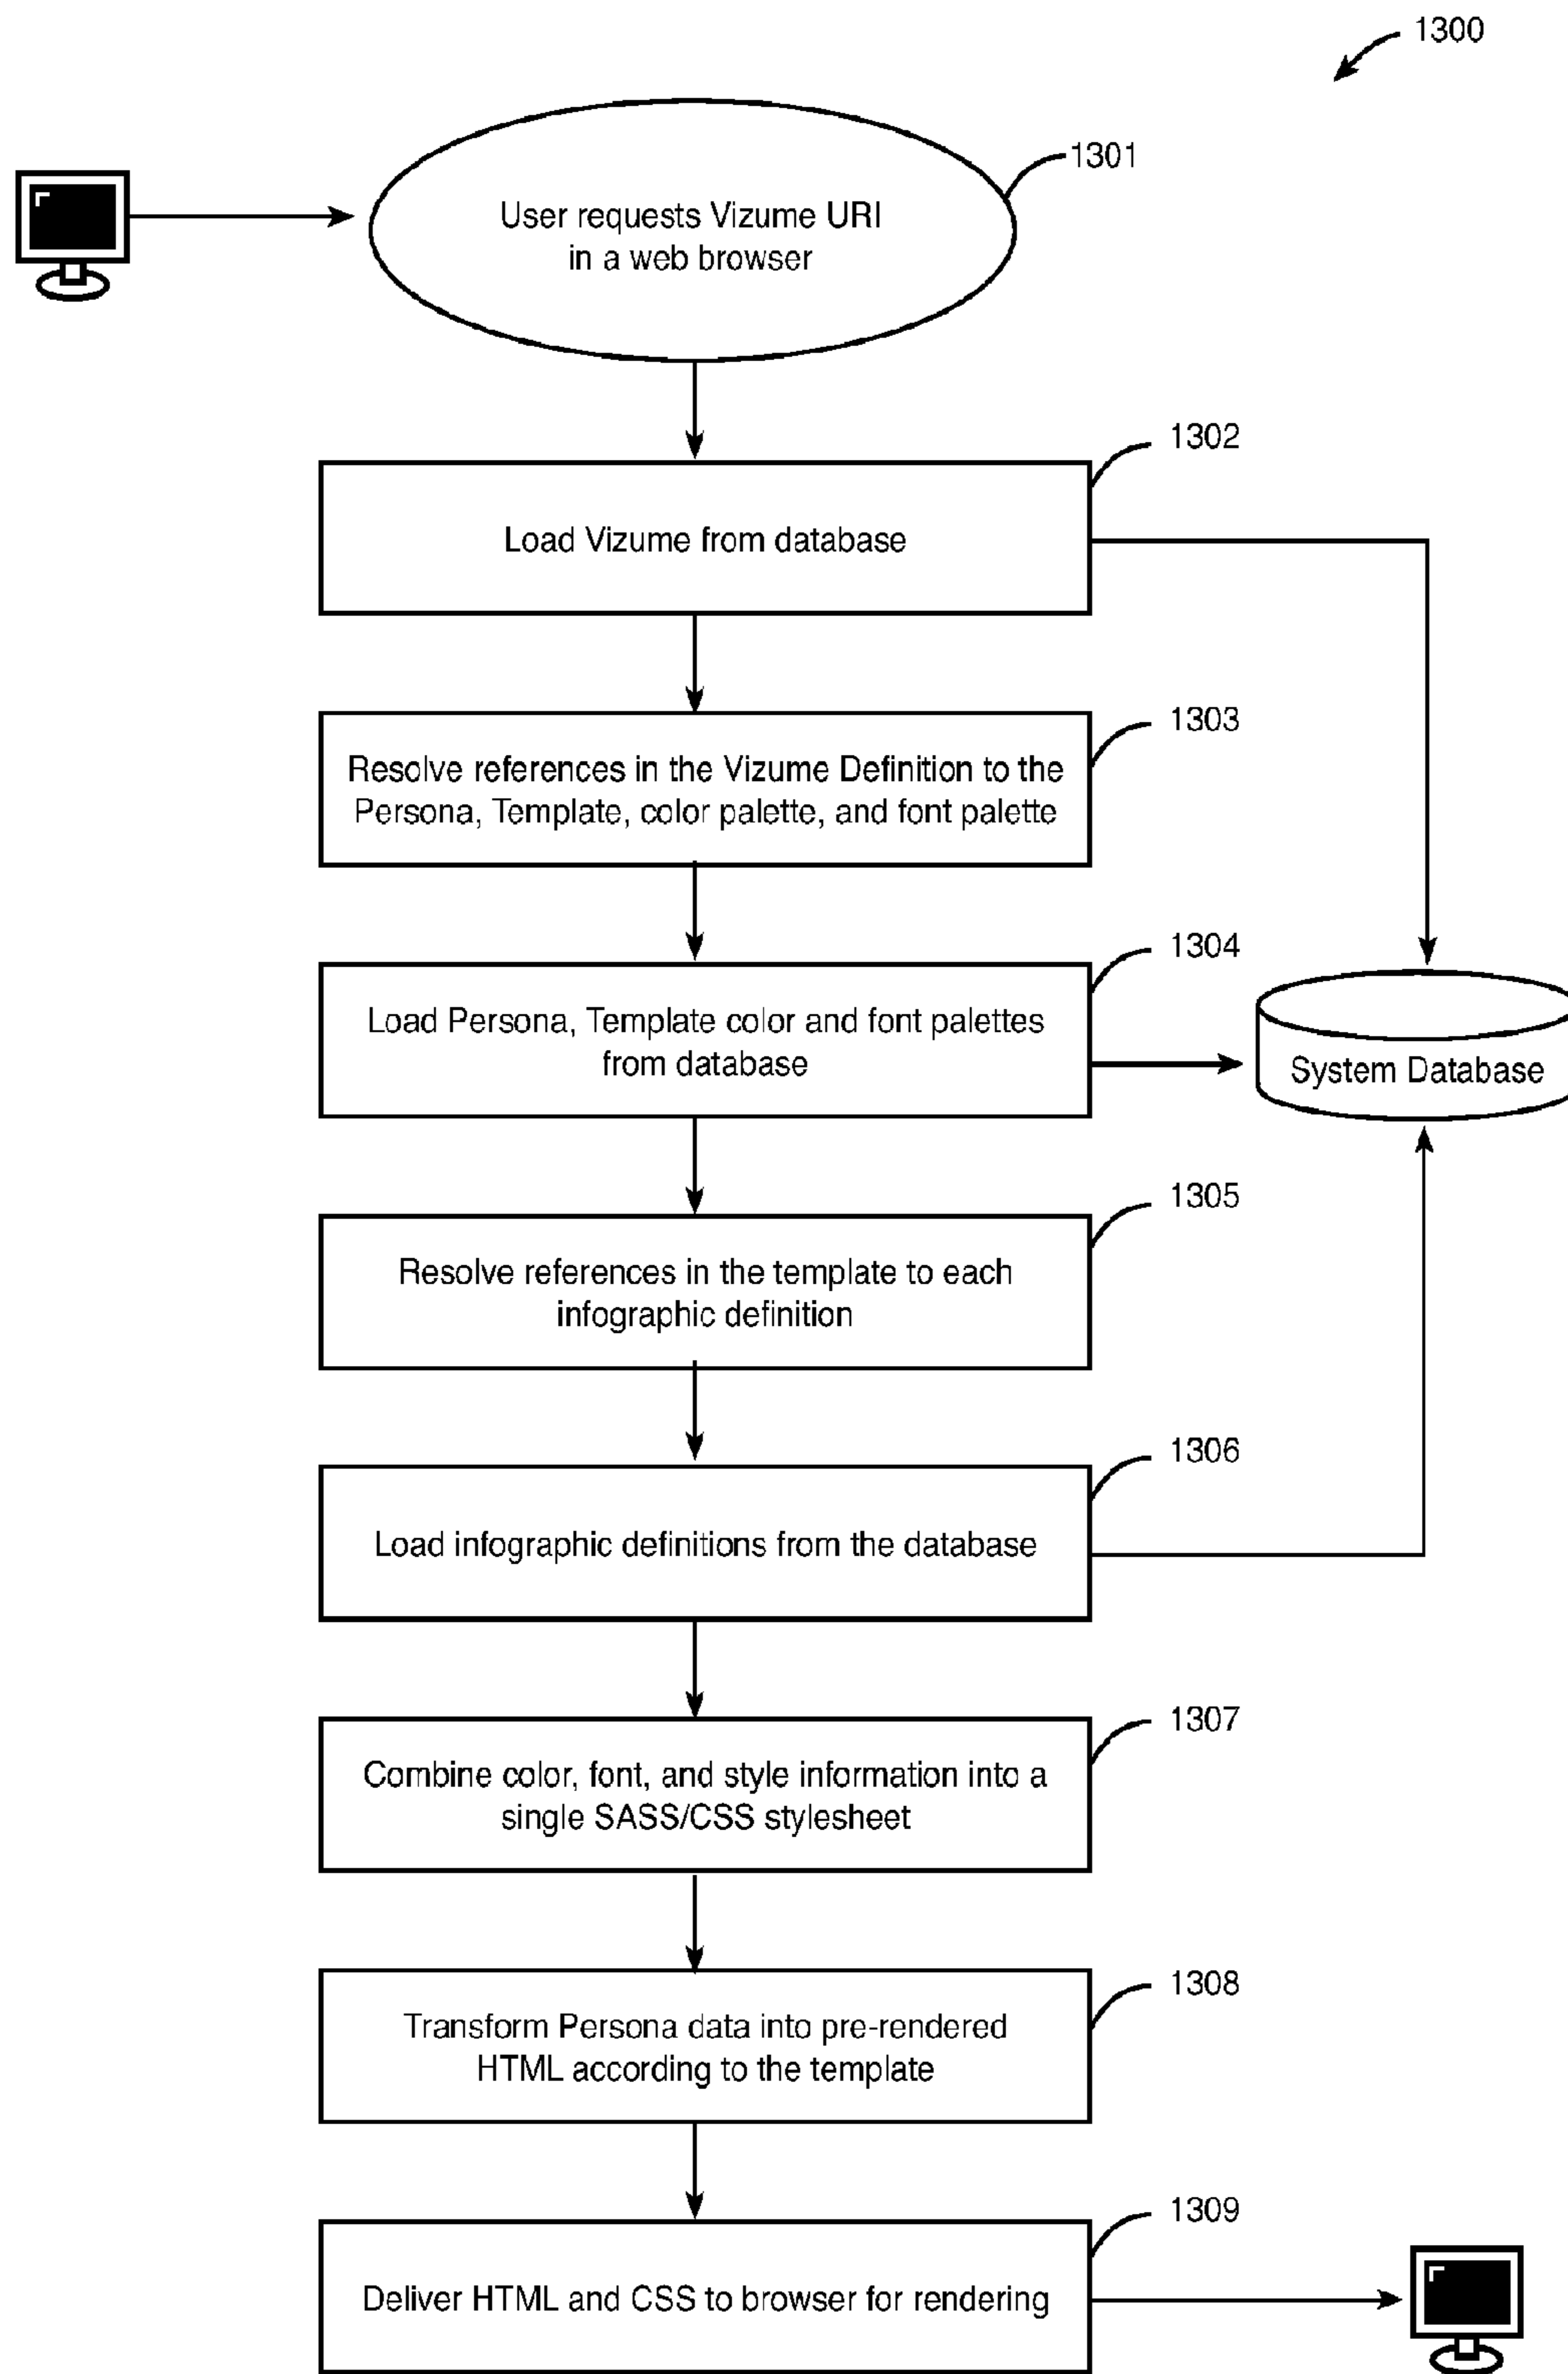 1300
1301
User requests Vizume URI
in a web browser
1302
Load Vizume from database
1303
Resolve references in the Vizume Definition to the
Persona, Template, color palette, and font palette
1304
Load Persona, Template color and font palettes
from database
System Database
1305
Resolve references in the template to each
infographic definition
1306
Load infographic definitions from the database
1307
Combine color, font, and style information into a
single SASS/CSS stylesheet
1308
Transform Persona data into pre-rendered
HTML according to the template
1309
Deliver HTML and CSS to browser for rendering